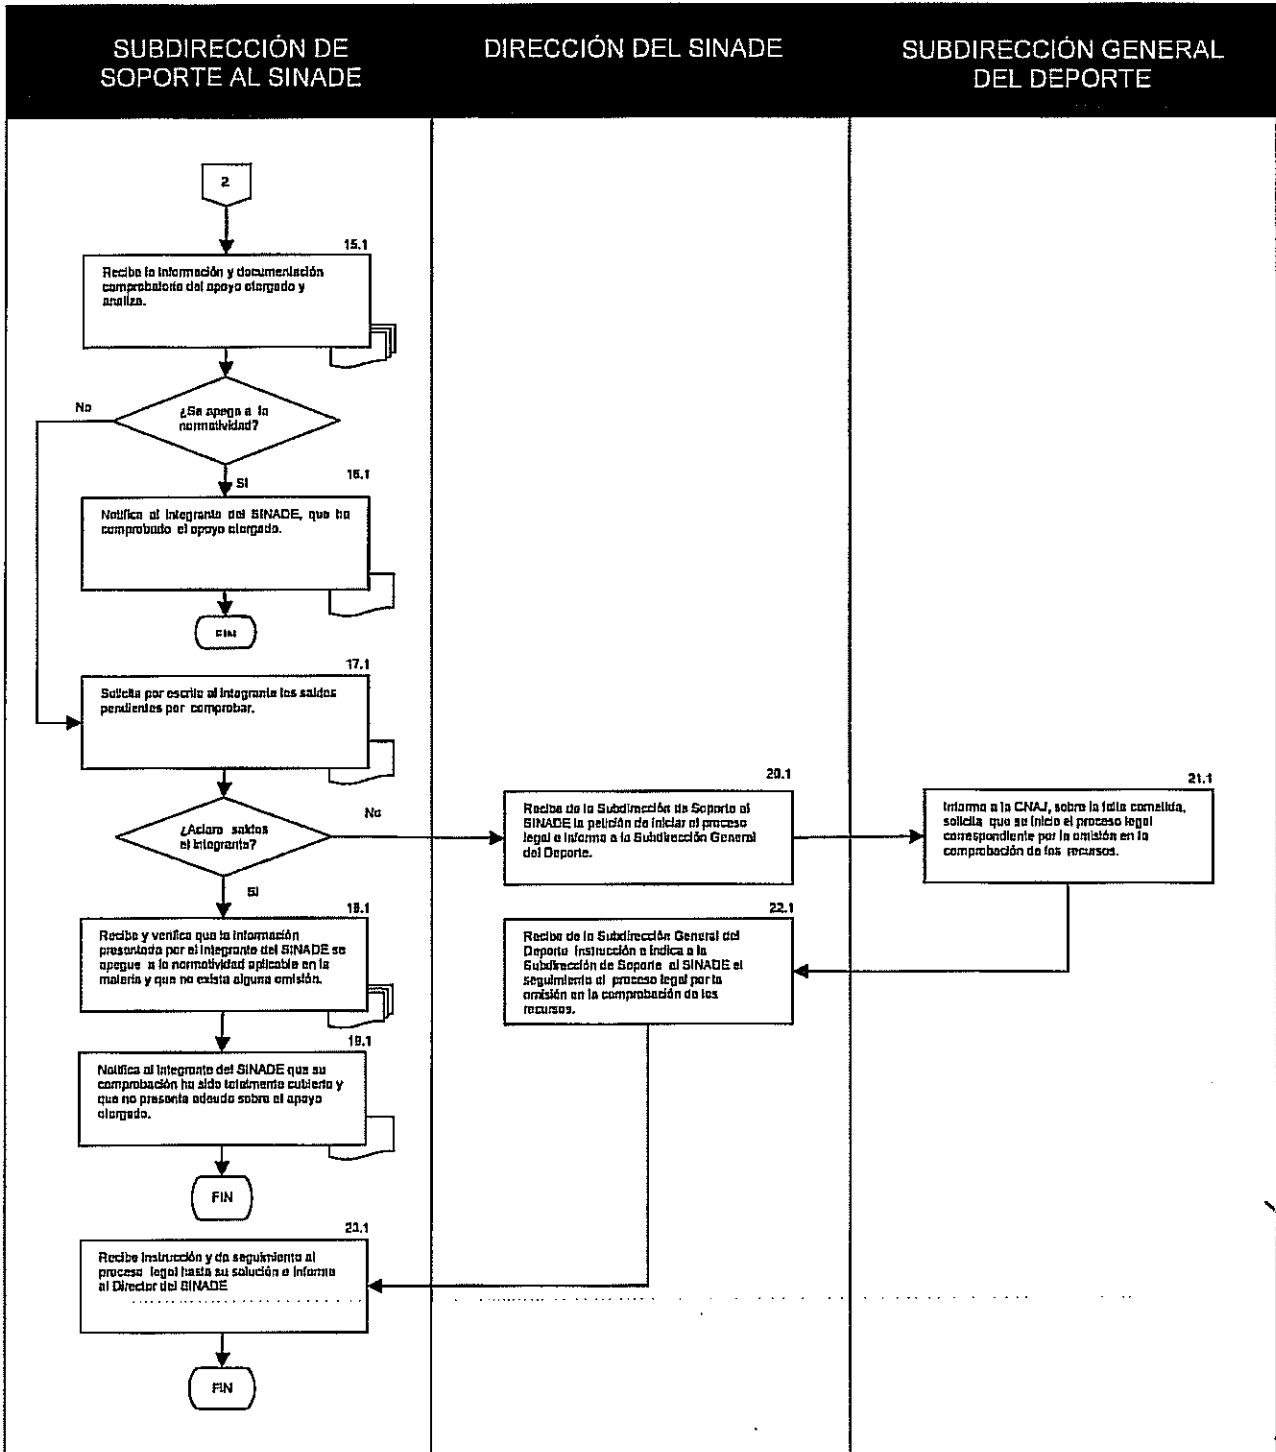 SUBDIRECCIÓN DE
SOPORTE AL SINADE
DIRECCIÓN DEL SINADE
SUBDIRECCIÓN GENERAL
DEL DEPORTE
2
15.1
Recibe la información y documentación
comprobatoria del apoyo otorgado y
analiza.
No
¿Se apega a la
normatividad?
SI
16.1
Notifica al integrante del SINADE, que ha
comprobado el apoyo otorgado.
FIN
17.1
Solicita por escrito al integrante los saldos
pendientes por comprobar.
¿Aclara saldos
el integrante?
No
SI
20.1
Recibe de la Subdirección de Soporte al
SINADE la petición de iniciar el proceso
legal e informa a la Subdirección General
del Deporte.
21.1
Informa a la CNAJ, sobre la falta cometida,
solicita que se inicie el proceso legal
correspondiente por la omisión en la
comprobación de los recursos.
18.1
Recibe y verifica que la información
presentada por el integrante del SINADE se
apegue a la normatividad aplicable en la
materia y que no exista alguna omisión.
22.1
Recibe de la Subdirección General del
Deporte Instrucción e indica a la
Subdirección de Soporte al SINADE el
seguimiento al proceso legal por la
omisión en la comprobación de los
recursos.
19.1
Notifica al integrante del SINADE que su
comprobación ha sido totalmente cubierta y
que no presenta adeudo sobre el apoyo
otorgado.
FIN
23.1
Recibe Instrucción y da seguimiento al
proceso legal hasta su solución e informa
al Director del SINADE
FIN